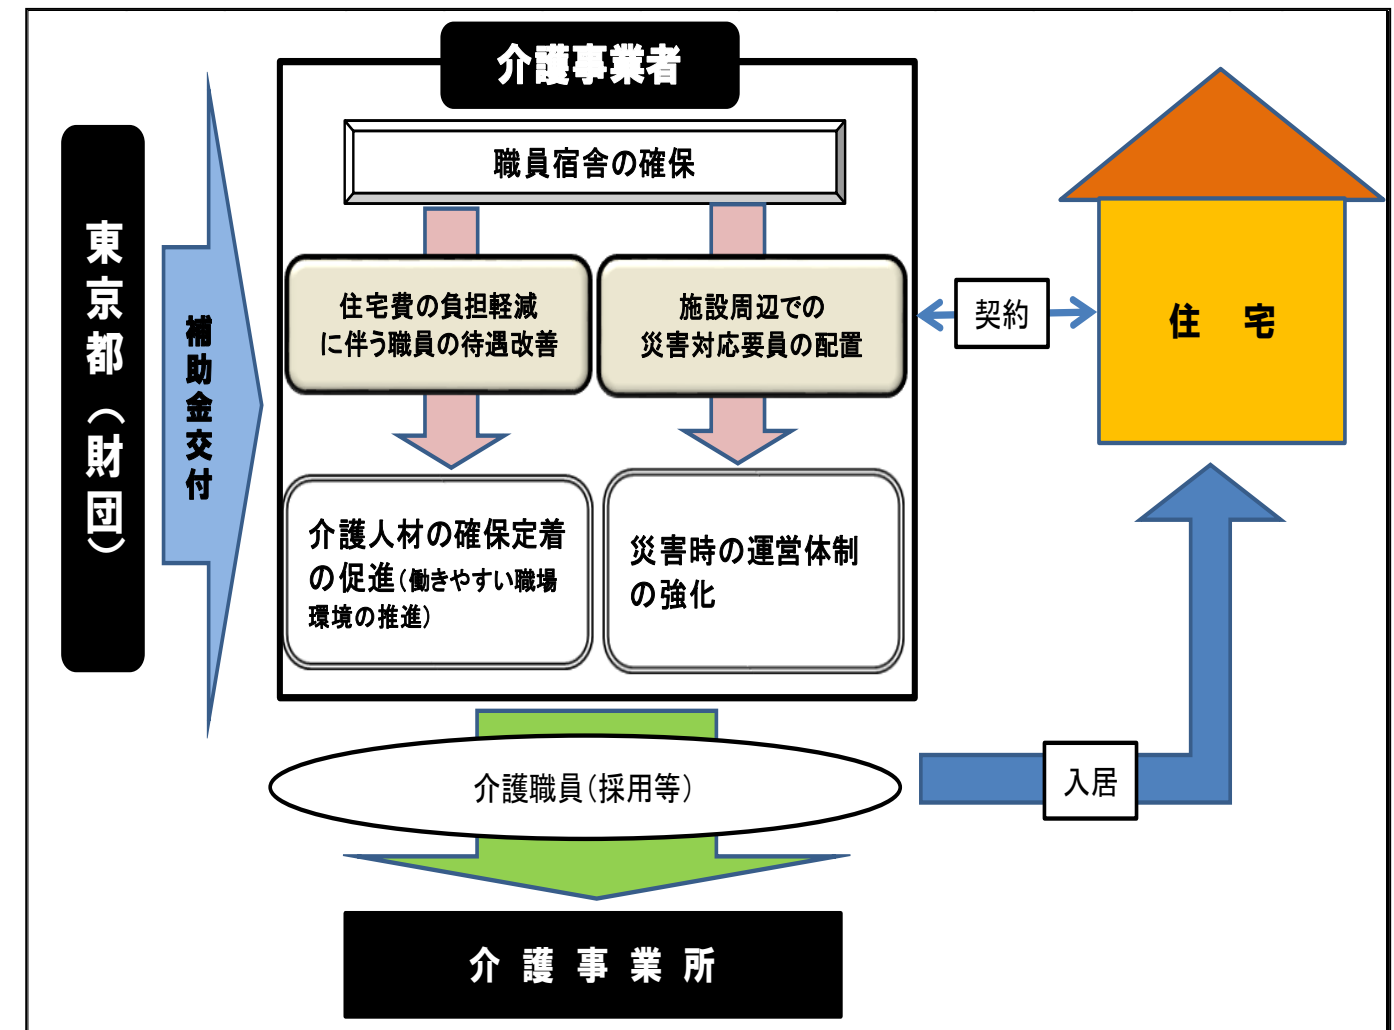 介護事業者
職員宿舎の確保
東京都（財団）
補助金交付
住宅費の負担軽減
に伴う職員の待遇改善
施設周辺での
災害対応要員の配置
契約
住　宅
介護人材の確保定着
の促進（働きやすい職場
環境の推進）
災害時の運営体制
の強化
介護職員（採用等）
入居
介護事業所